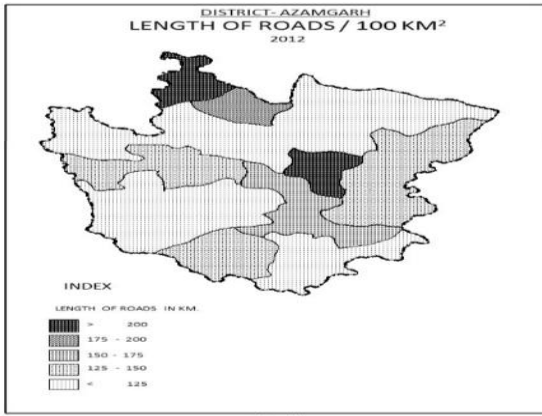 DISTRICT- AZAMGARH
LENGTH OF ROADS / 100 KM²
2012
INDEX
LENGTH OF ROADS IN KM.
> 200
175 - 200
150 - 175
125 - 150
< 125